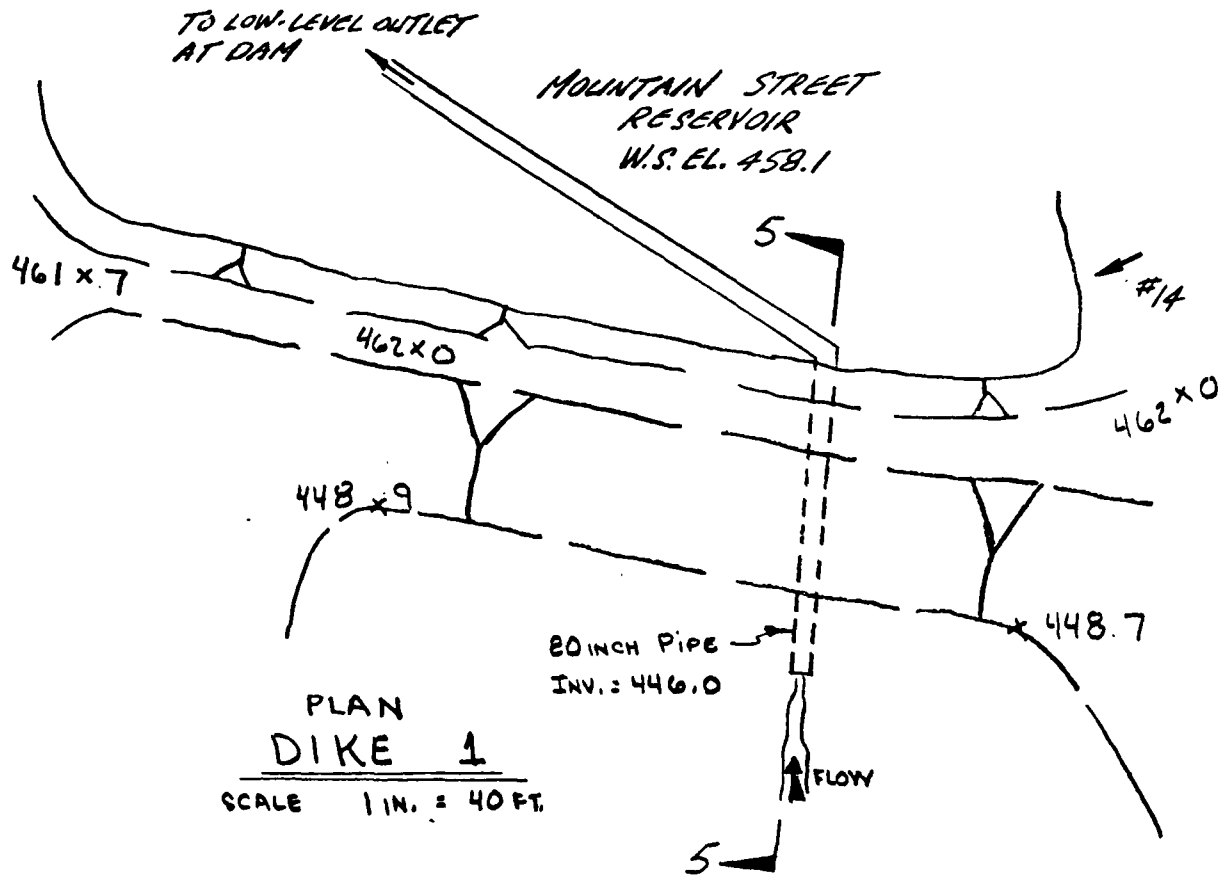 TO LOW-LEVEL OUTLET
AT DAM
MOUNTAIN STREET
RESERVOIR
W.S. EL. 458.1
5
#14
461 x .7
462 x 0
462 x 0
448 x 9
448.7
80 INCH PIPE
INV. = 446.0
PLAN
DIKE 1
SCALE 1 IN. = 40 FT.
FLOW
5